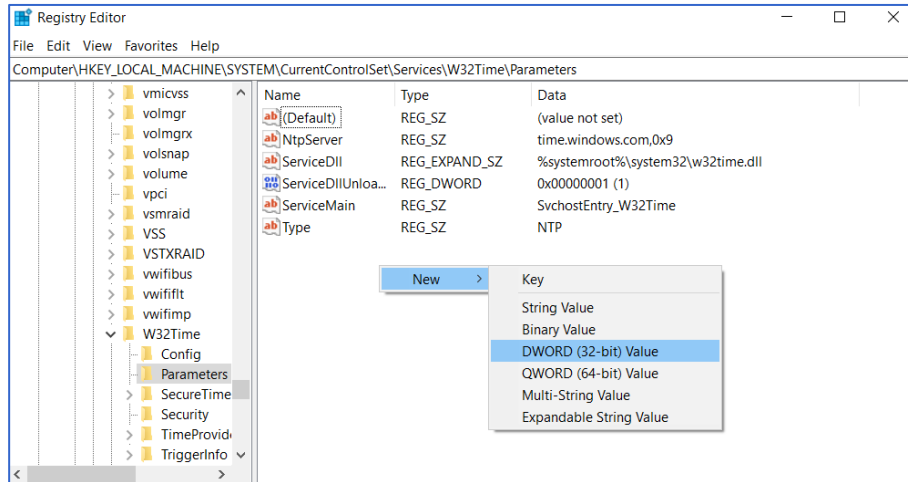 Registry Editor
File Edit View Favorites Help
Computer\HKEY_LOCAL_MACHINE\SYSTEM\CurrentControlSet\Services\W32Time\Parameters
vmicvss
volmgr
volmgrx
volsnap
volume
vpci
vsmraid
VSS
VSTXRAID
vwifibus
vwififlt
vwifimp
W32Time
Config
Parameters
SecureTime
Security
TimeProvid
TriggerInfo
Name Type Data
(Default) REG_SZ (value not set)
NtpServer REG_SZ time.windows.com,0x9
ServiceDll REG_EXPAND_SZ %systemroot%\system32\w32time.dll
ServiceDllUnloa... REG_DWORD 0x00000001 (1)
ServiceMain REG_SZ SvchostEntry_W32Time
Type REG_SZ NTP
New
Key
String Value
Binary Value
DWORD (32-bit) Value
QWORD (64-bit) Value
Multi-String Value
Expandable String Value